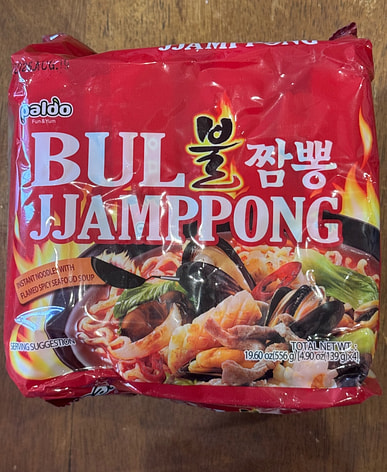 JJAMPPONG
paldo
Fun&Yum
BUL 불 짬뽕
JJAMPPONG
INSTANT NOODLE WITH
FLAMED SPICY SEAFOOD SOUP
SERVING SUGGESTION
TOTAL NET WT.:
19.60 oz(556 g)(4.90 oz(139 g)x4)